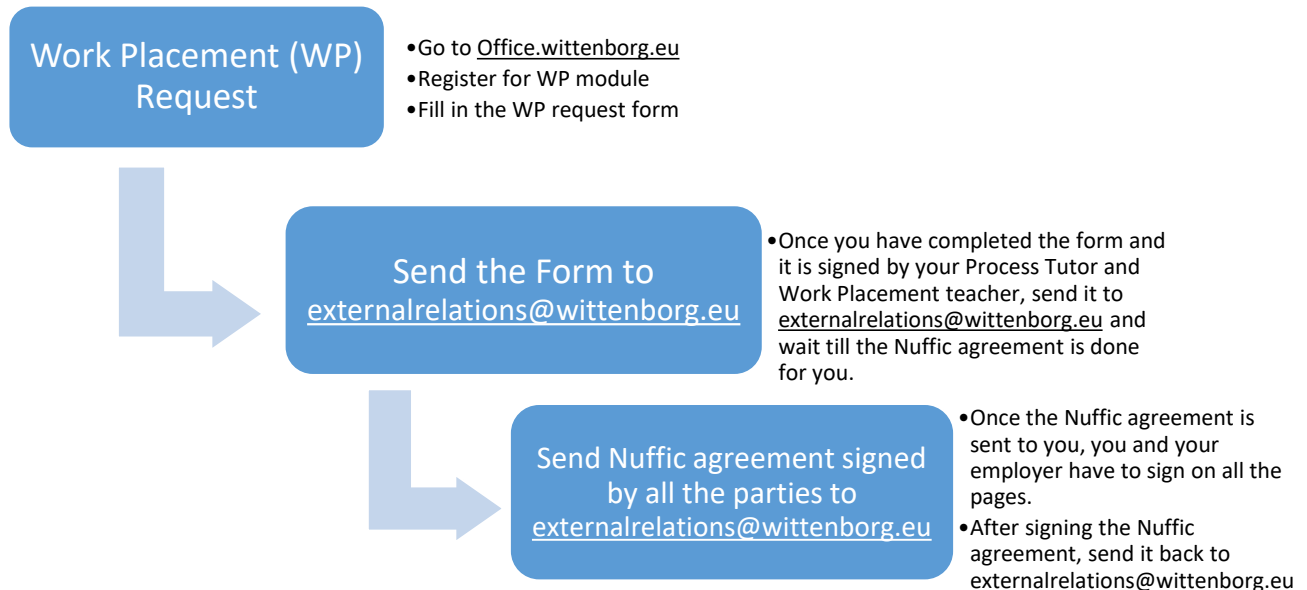 Work Placement (WP)
Request
•Go to Office.wittenborg.eu
•Register for WP module
•Fill in the WP request form
Send the Form to
externalrelations@wittenborg.eu
•Once you have completed the form and
it is signed by your Process Tutor and
Work Placement teacher, send it to
externalrelations@wittenborg.eu and
wait till the Nuffic agreement is done
for you.
Send Nuffic agreement signed
by all the parties to
externalrelations@wittenborg.eu
•Once the Nuffic agreement is
sent to you, you and your
employer have to sign on all the
pages.
•After signing the Nuffic
agreement, send it back to
externalrelations@wittenborg.eu